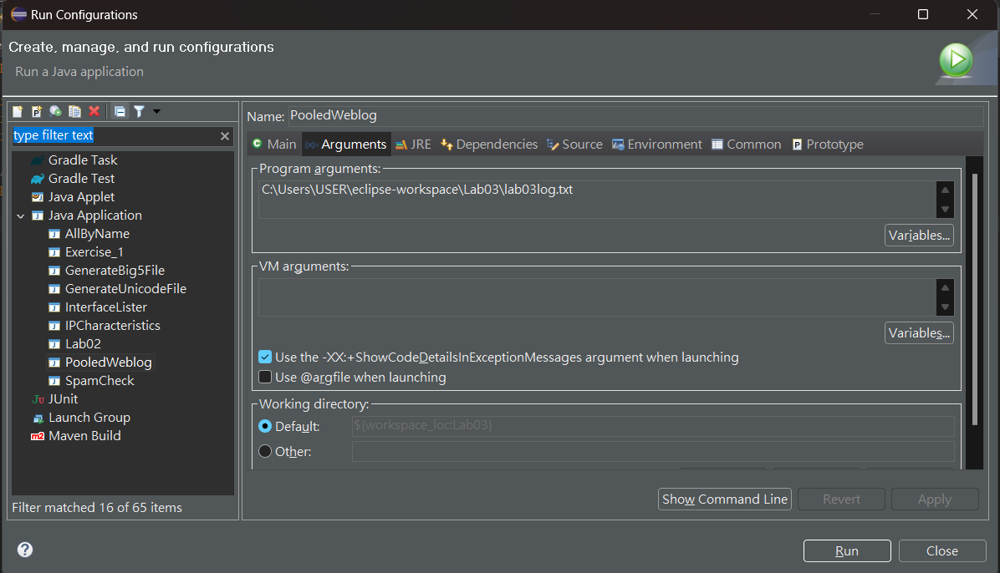 Run Configurations
Create, manage, and run configurations
Run a Java application
type filter text
Gradle Task
Gradle Test
Java Applet
Java Application
AllByName
Exercise_1
GenerateBig5File
GenerateUnicodeFile
InterfaceLister
IPCharacteristics
Lab02
PooledWeblog
SpamCheck
JUnit
Launch Group
Maven Build
Filter matched 16 of 65 items
Name: PooledWeblog
Main Arguments JRE Dependencies Source Environment Common Prototype
Program arguments:
C:\Users\USER\eclipse-workspace\Lab03\lab03log.txt
Variables...
VM arguments:
Variables...
Use the -XX:+ShowCodeDetailsInExceptionMessages argument when launching
Use @argfile when launching
Working directory:
Default: ${workspace_loc:Lab03}
Other:
Show Command Line Revert Apply
Run Close